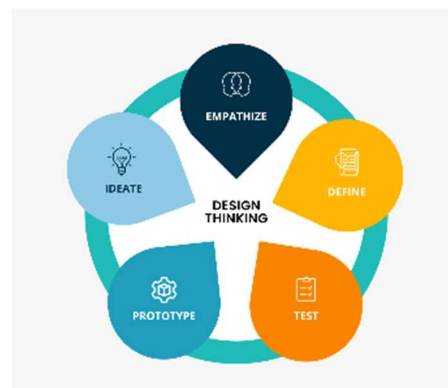 EMPATHIZE
IDEATE
DEFINE
DESIGN
THINKING
PROTOTYPE
TEST